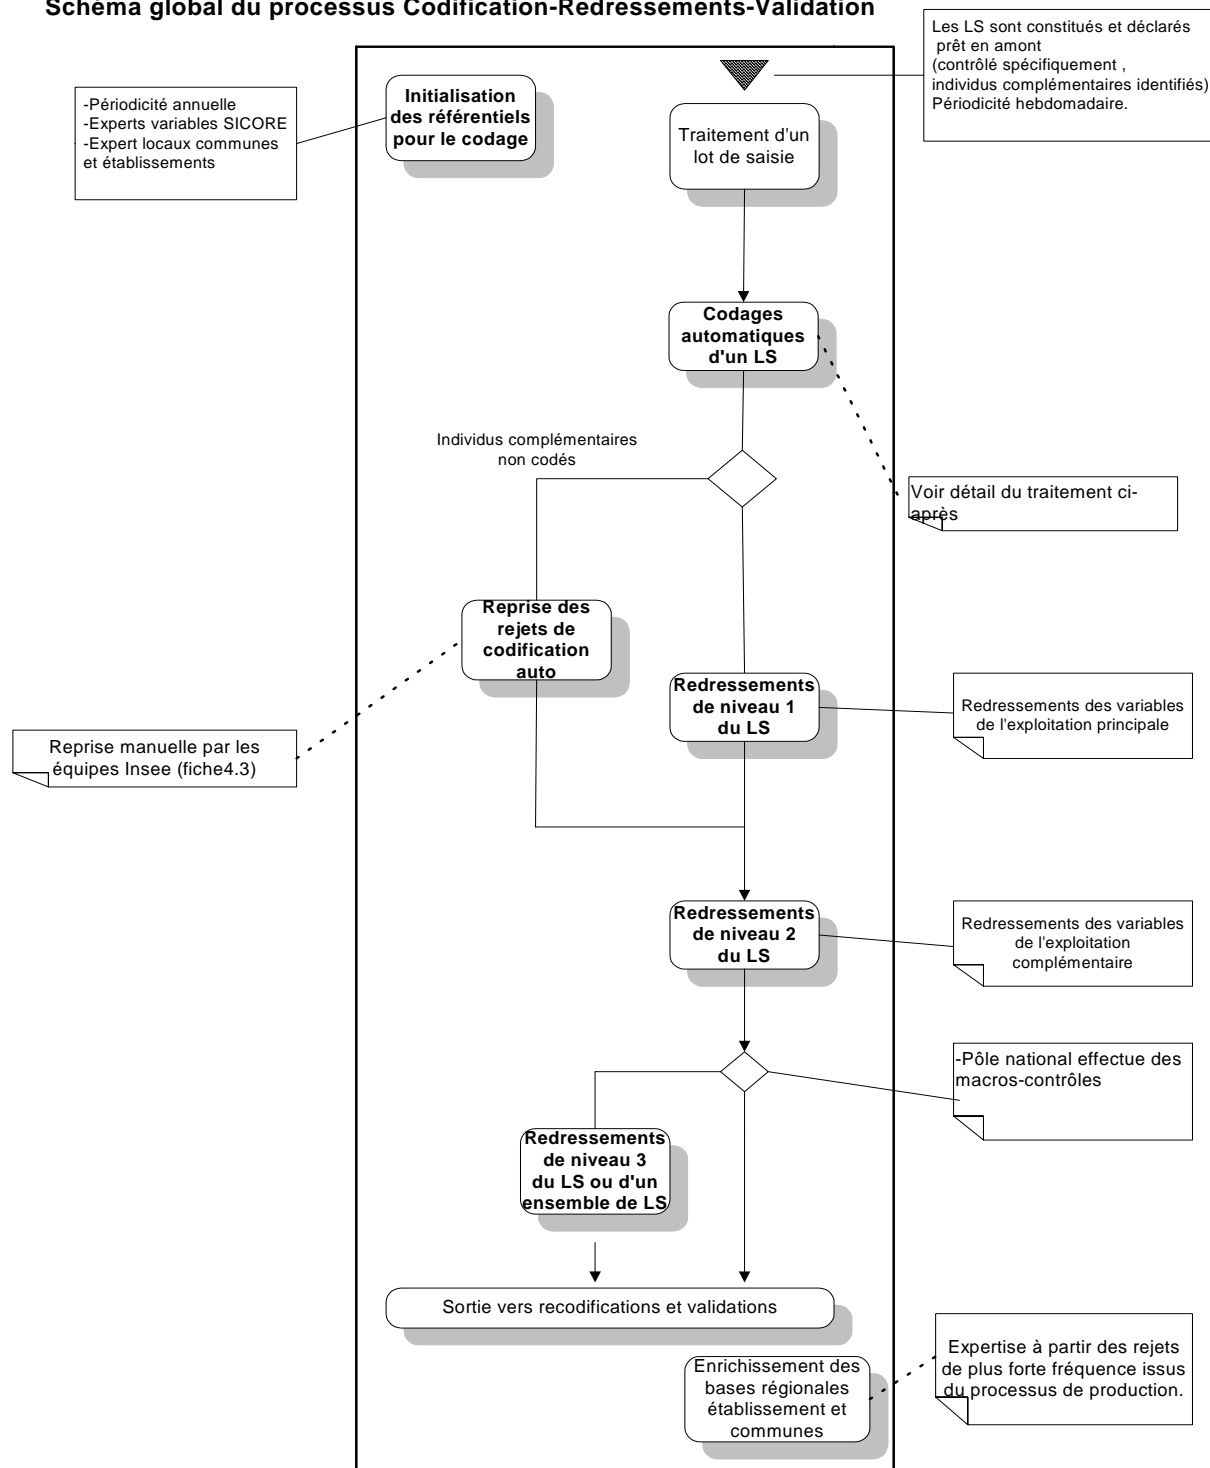 Schéma global du processus Codification-Redressements-Validation
Les LS sont constitués et déclarés
prêt en amont
(contrôlé spécifiquement ,
individus complémentaires identifiés)
Périodicité hebdomadaire.
-Périodicité annuelle
-Experts variables SICORE
-Expert locaux communes
et établissements
Initialisation
des référentiels
pour le codage
Traitement d'un
lot de saisie
Codages
automatiques
d'un LS
Individus complémentaires
non codés
Voir détail du traitement ci-
après
Reprise des
rejets de
codification
auto
Redressements
de niveau 1
du LS
Redressements des variables
de l'exploitation principale
Reprise manuelle par les
équipes Insee (fiche4.3)
Redressements
de niveau 2
du LS
Redressements des variables
de l'exploitation
complémentaire
-Pôle national effectue des
macros-contrôles
Redressements
de niveau 3
du LS ou d'un
ensemble de LS
Sortie vers recodifications et validations
Enrichissement des
bases régionales
établissement et
communes
Expertise à partir des rejets
de plus forte fréquence issus
du processus de production.